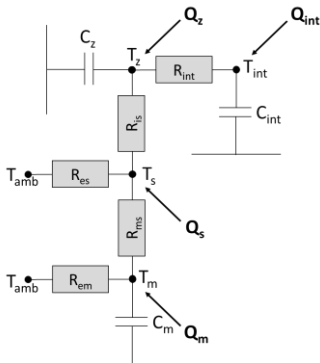 Q_z
Q_int
C_z
T_z
T_int
R_int
C_int
R_is
T_amb
R_es
T_s
R_ms
Q_s
T_amb
R_em
T_m
C_m
Q_m